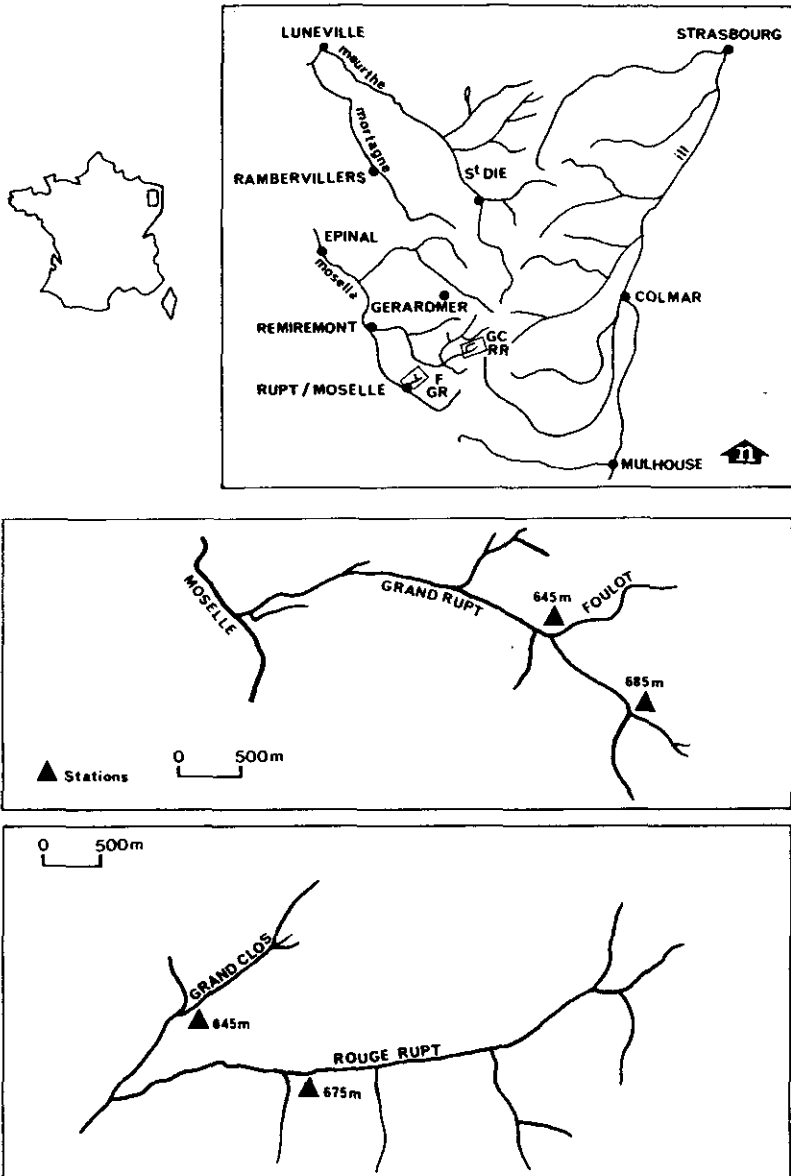 LUNEVILLE
STRASBOURG
meurthe
mortagne
ill
RAMBERVILLERS
St DIE
EPINAL
mosella
GERARDMER
COLMAR
REMIREMONT
GC
RR
F
GR
RUPT / MOSELLE
MULHOUSE
n
MOSELLE
GRAND RUPT
645m
FOULOT
685m
0 500m
Stations
0 500m
GRAND CLOS
645m
ROUGE RUPT
675m